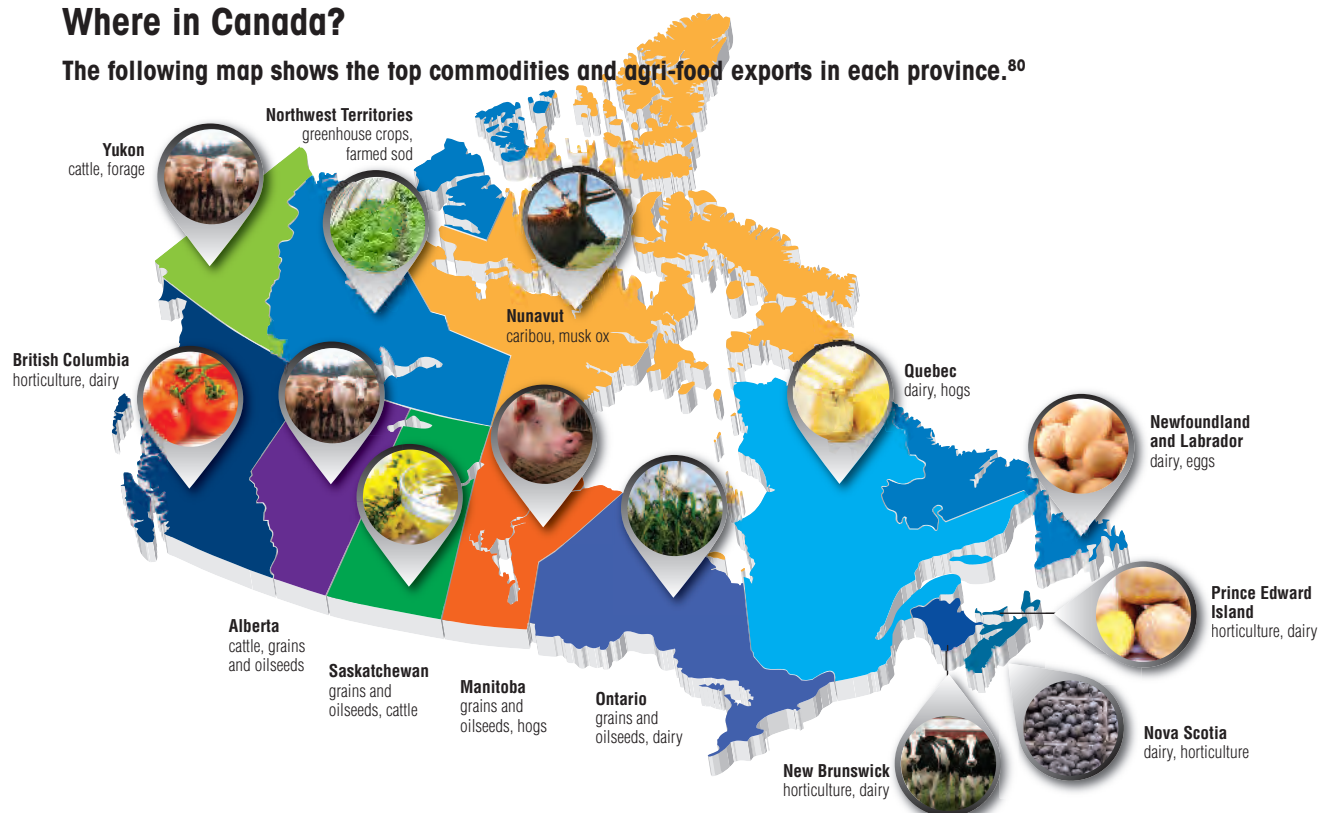 Where in Canada?
The following map shows the top commodities and agri-food exports in each province.80
Northwest Territories
greenhouse crops,
farmed sod
Yukon
cattle, forage
Nunavut
caribou, musk ox
British Columbia
horticulture, dairy
Quebec
dairy, hogs
Newfoundland
and Labrador
dairy, eggs
Prince Edward
Island
horticulture, dairy
Alberta
cattle, grains
and oilseeds
Saskatchewan
grains and
oilseeds, cattle
Manitoba
grains and
oilseeds, hogs
Ontario
grains and
oilseeds, dairy
Nova Scotia
dairy, horticulture
New Brunswick
horticulture, dairy